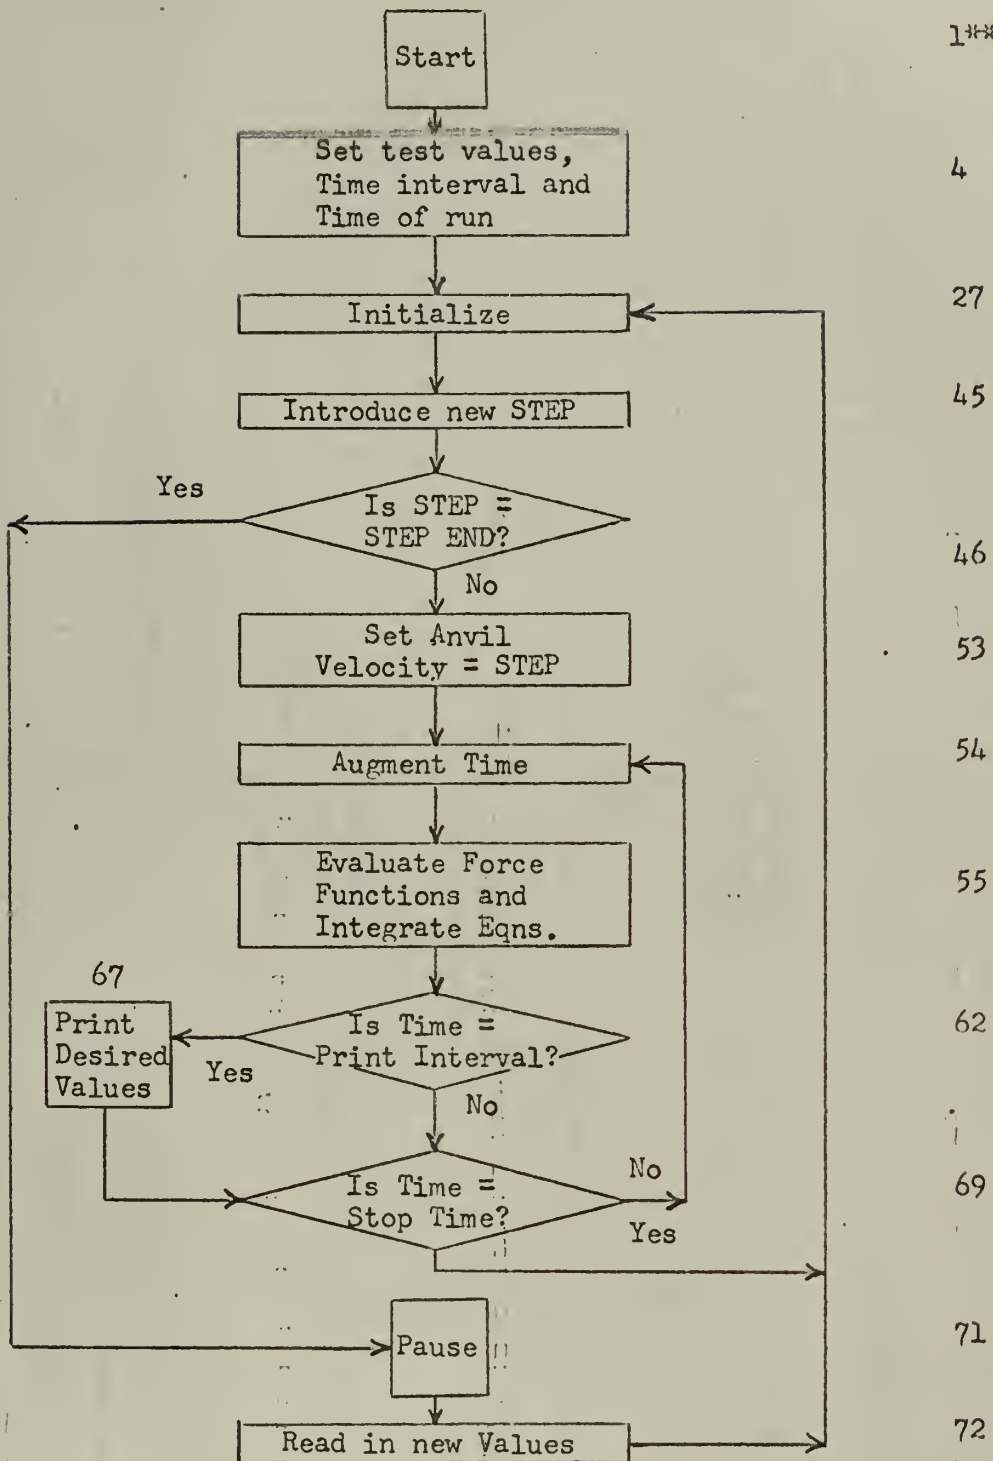 1***
Start
Set test values,
Time interval and
Time of run
4
Initialize
27
Introduce new STEP
45
Yes
Is STEP =
STEP END?
46
No
Set Anvil
Velocity = STEP
53
Augment Time
54
Evaluate Force
Functions and
Integrate Eqns.
55
67
Print
Desired
Values
Yes
Is Time =
Print Interval?
62
No
Is Time =
Stop Time?
No
Yes
69
Pause
71
Read in new Values
72